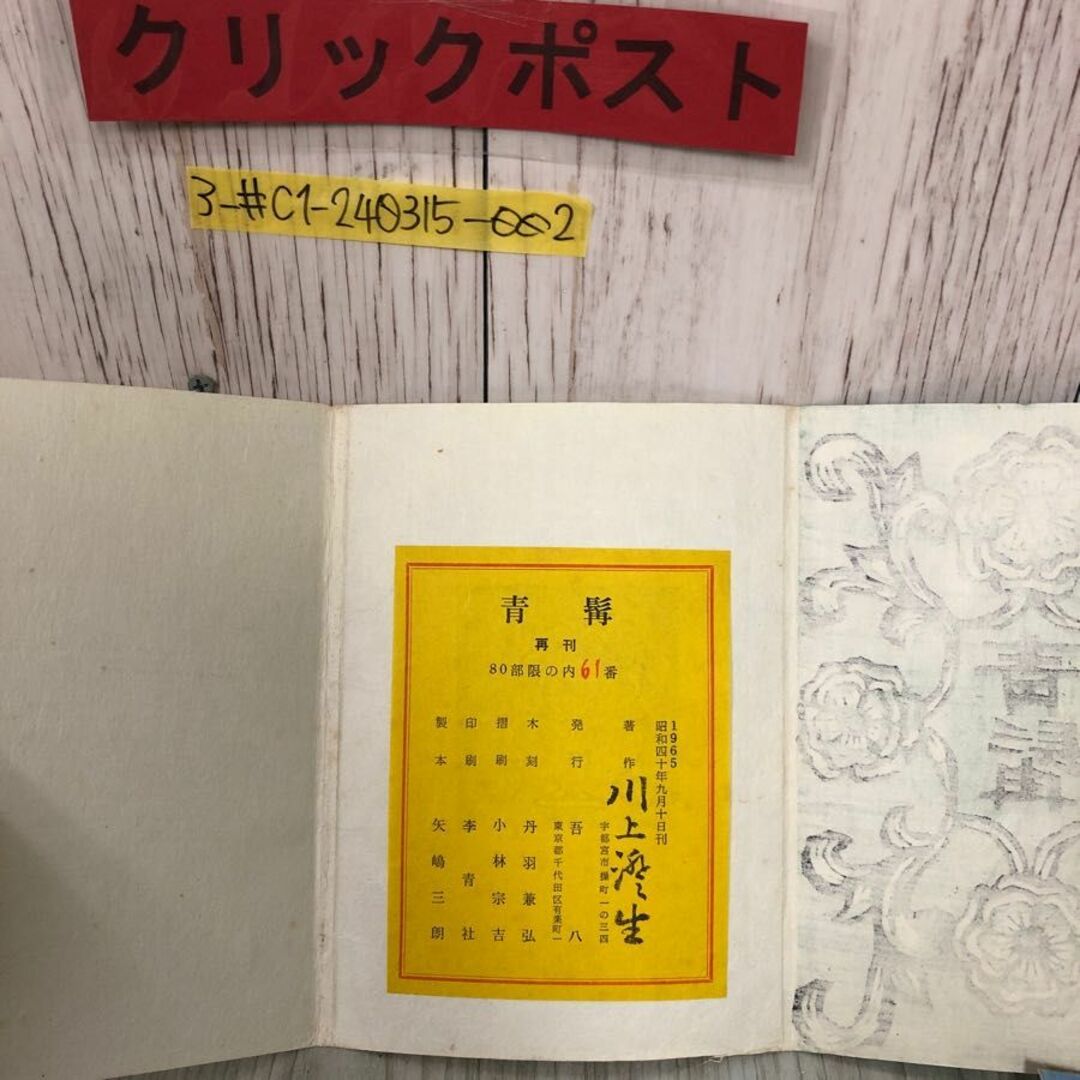 クリックポスト
3-#C1-240315-002
青髯
再刊
80部限の内61番
1965
昭和四十年九月十日刊
著作 川上澄生
宇都宮市操町一の三四
発行 吾八
東京都千代田区有楽町一
木刻 丹羽兼弘
摺刷 小林宗吉
印刷 李青社
製本 矢嶋三朗
青髯